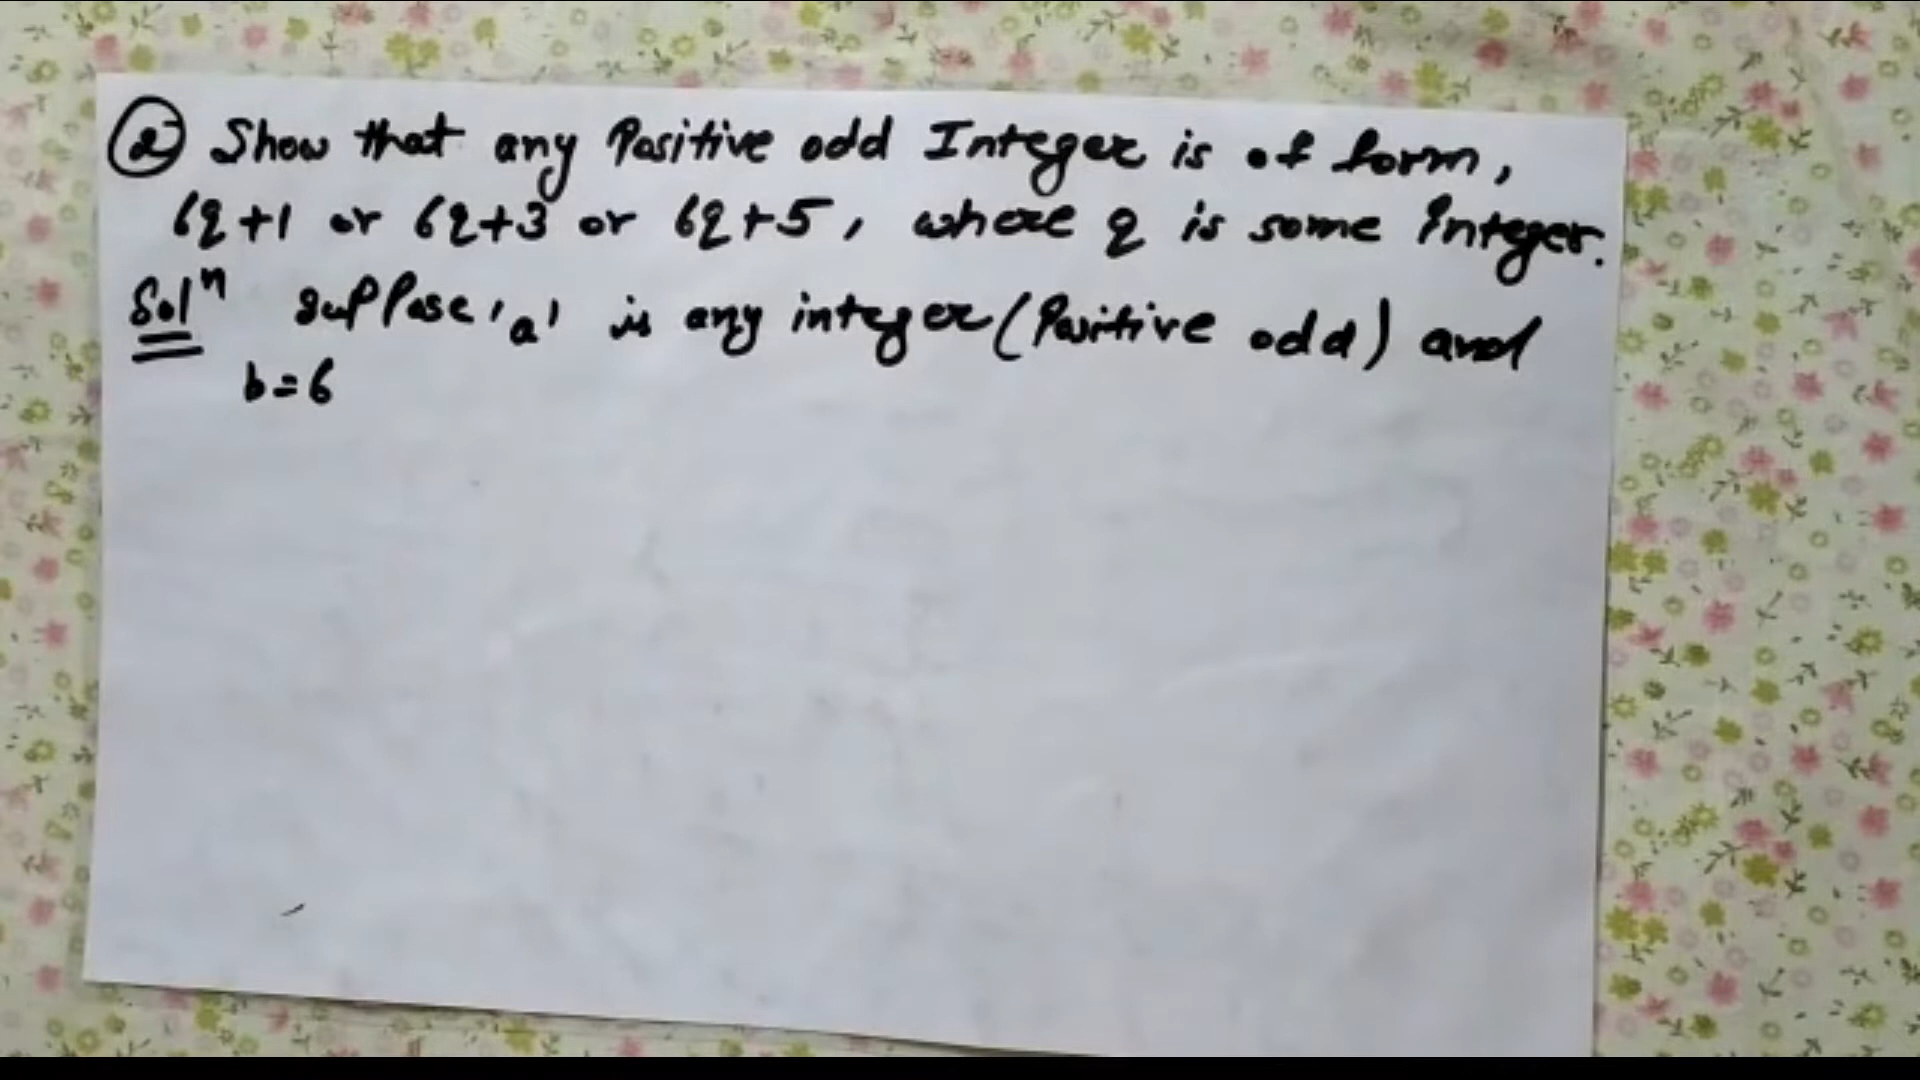 ② Show that any Positive odd Integer is of form,
6q+1 or 6q+3 or 6q+5, where q is some Integer.
Solⁿ Suppose 'a' is any integer (Positive odd) and
b=6